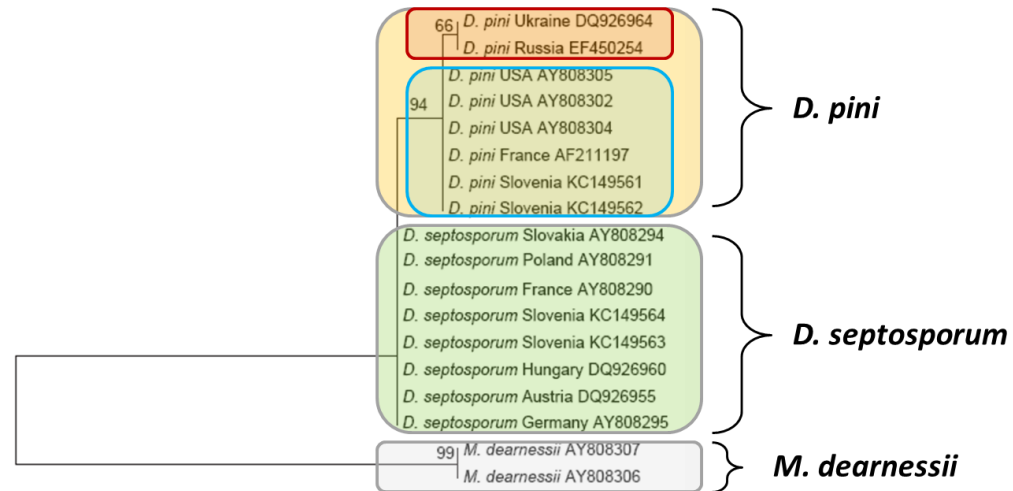 66
D. pini Ukraine DQ926964
D. pini Russia EF450254
D. pini USA AY808305
94
D. pini USA AY808302
D. pini USA AY808304
D. pini France AF211197
D. pini Slovenia KC149561
D. pini Slovenia KC149562
D. pini
D. septosporum Slovakia AY808294
D. septosporum Poland AY808291
D. septosporum France AY808290
D. septosporum Slovenia KC149564
D. septosporum Slovenia KC149563
D. septosporum Hungary DQ926960
D. septosporum Austria DQ926955
D. septosporum Germany AY808295
D. septosporum
99
M. dearnessii AY808307
M. dearnessii AY808306
M. dearnessii